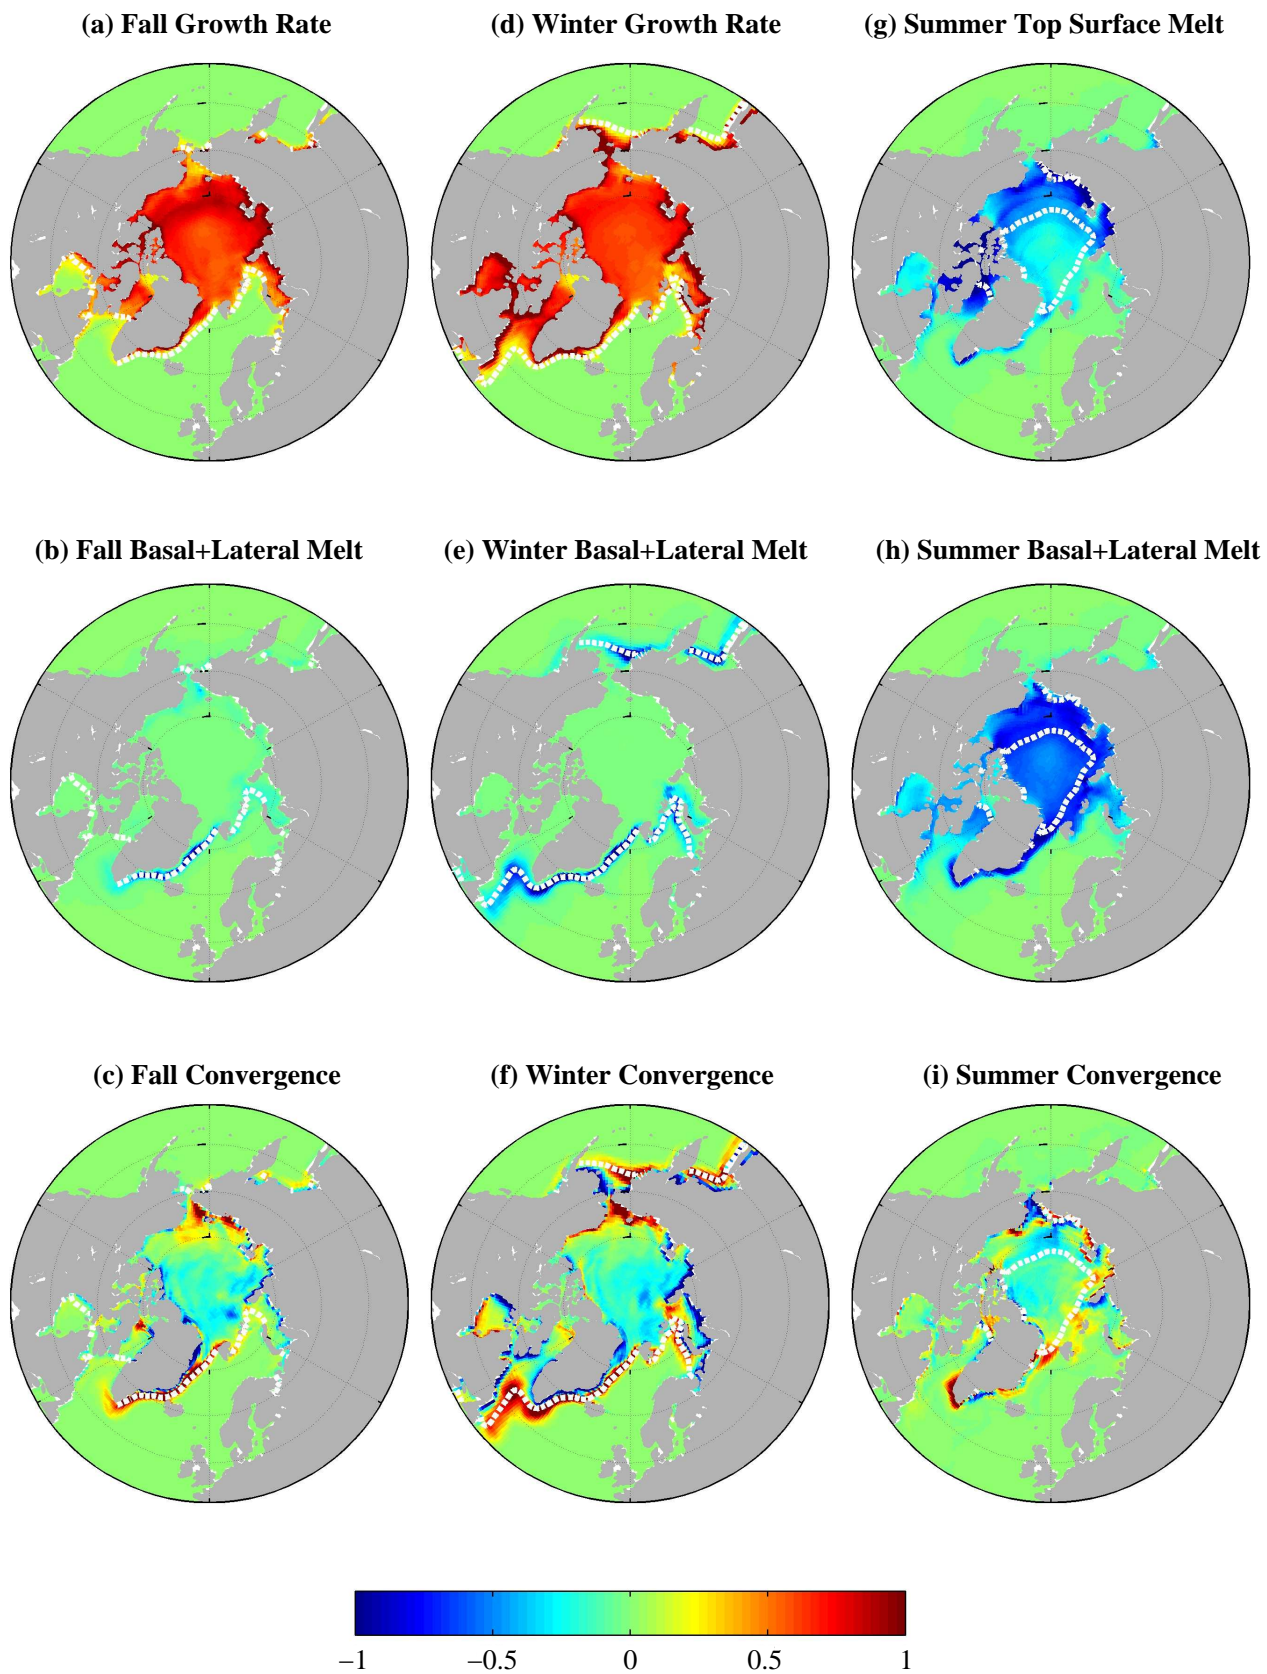 (a) Fall Growth Rate
(d) Winter Growth Rate
(g) Summer Top Surface Melt
(b) Fall Basal+Lateral Melt
(e) Winter Basal+Lateral Melt
(h) Summer Basal+Lateral Melt
(c) Fall Convergence
(f) Winter Convergence
(i) Summer Convergence
−1 −0.5 0 0.5 1